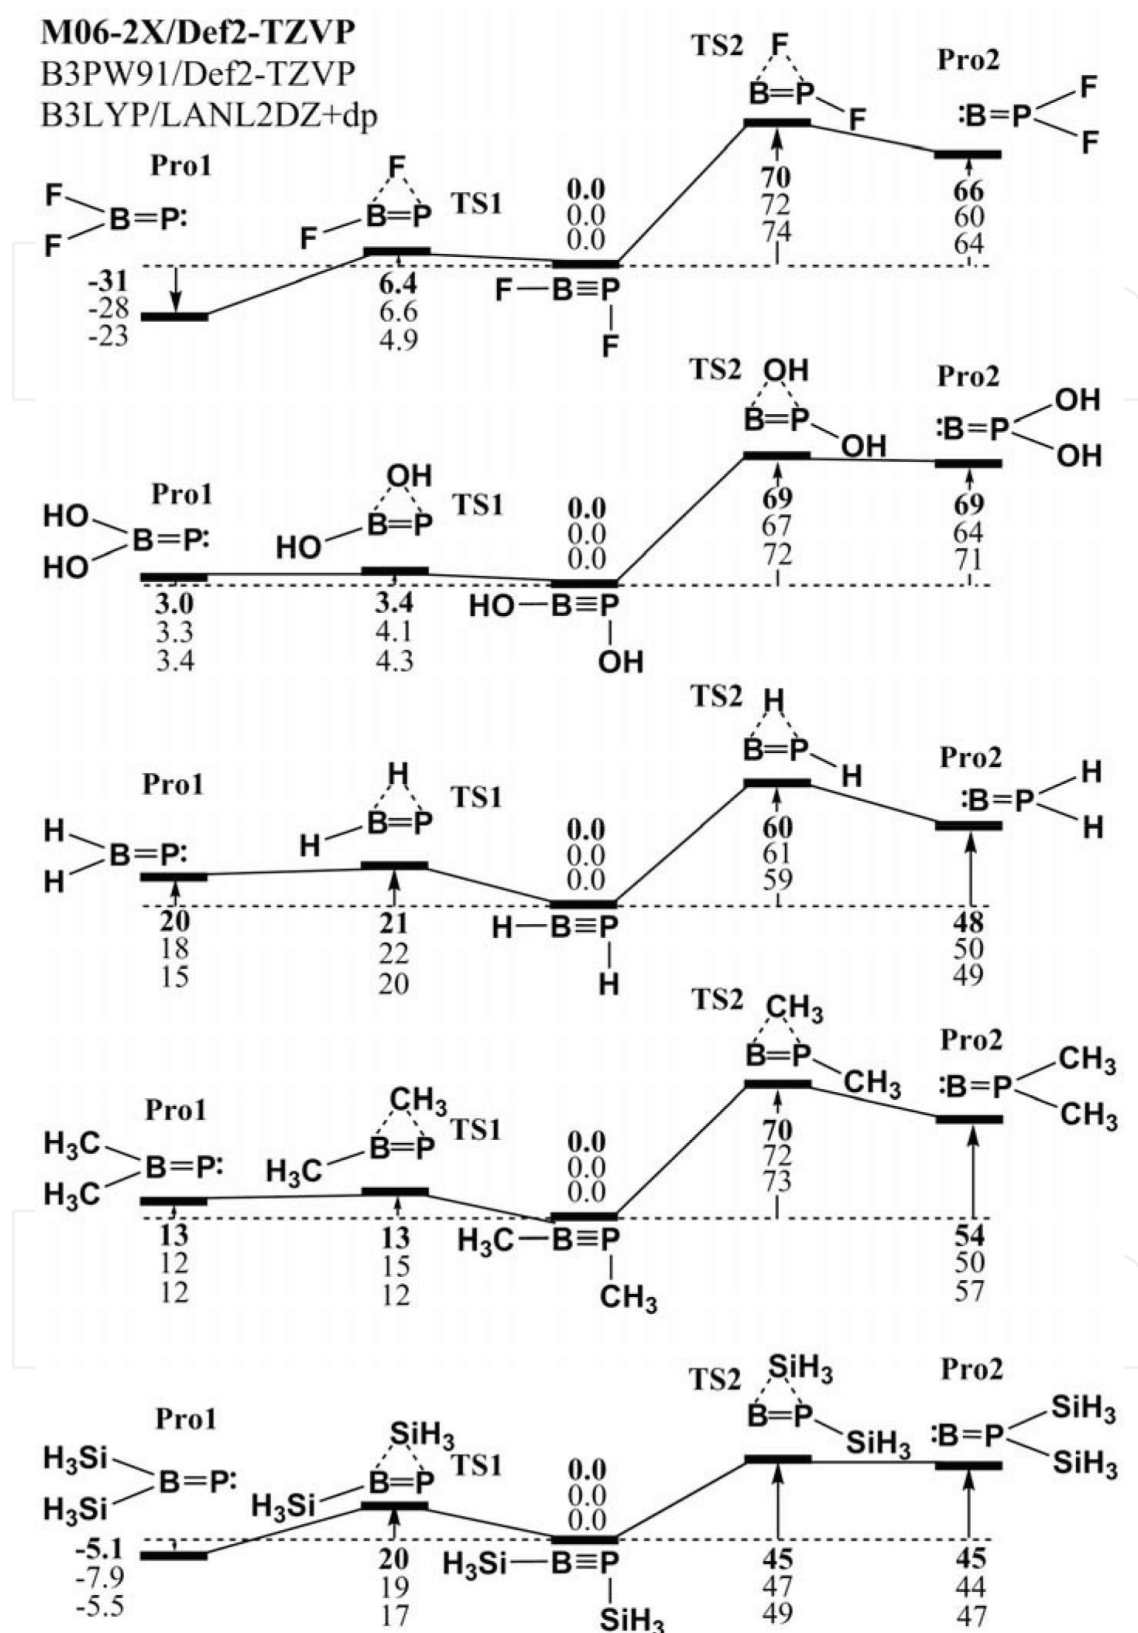 M06-2X/Def2-TZVP
B3PW91/Def2-TZVP
B3LYP/LANL2DZ+dp
Pro1
F
F
B=P:
-31
-28
-23
F
F
B=P
TS1
6.4
6.6
4.9
0.0
0.0
0.0
F—B≡P
F
TS2
F
B=P
F
70
72
74
Pro2
:B=P
F
F
66
60
64
Pro1
HO
HO
B=P:
3.0
3.3
3.4
OH
HO
B=P
TS1
3.4
4.1
4.3
0.0
0.0
0.0
HO—B≡P
OH
TS2
OH
B=P
OH
69
67
72
Pro2
:B=P
OH
OH
69
64
71
Pro1
H
H
B=P:
20
18
15
H
H
B=P
TS1
21
22
20
0.0
0.0
0.0
H—B≡P
H
TS2
H
B=P
H
60
61
59
Pro2
:B=P
H
H
48
50
49
Pro1
H₃C
H₃C
B=P:
13
12
12
CH₃
H₃C
B=P
TS1
13
15
12
0.0
0.0
0.0
H₃C—B≡P
CH₃
TS2
CH₃
B=P
CH₃
70
72
73
Pro2
:B=P
CH₃
CH₃
54
50
57
Pro1
H₃Si
H₃Si
B=P:
-5.1
-7.9
-5.5
SiH₃
H₃Si
B=P
TS1
20
19
17
0.0
0.0
0.0
H₃Si—B≡P
SiH₃
TS2
SiH₃
B=P
SiH₃
45
47
49
Pro2
:B=P
SiH₃
SiH₃
45
44
47